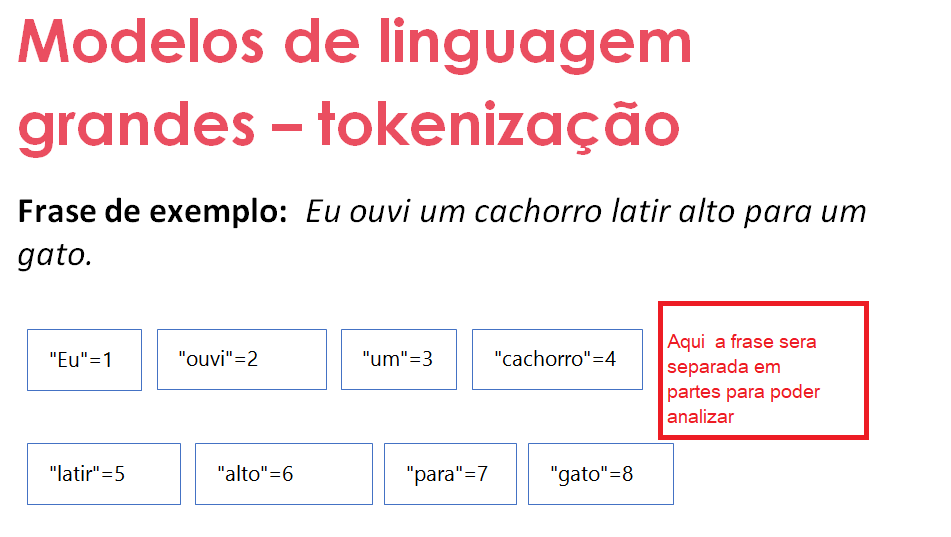 Modelos de linguagem
grandes – tokenização
Frase de exemplo: Eu ouvi um cachorro latir alto para um
gato.
"Eu"=1
"ouvi"=2
"um"=3
"cachorro"=4
Aqui a frase sera
separada em
partes para poder
analizar
"latir"=5
"alto"=6
"para"=7
"gato"=8